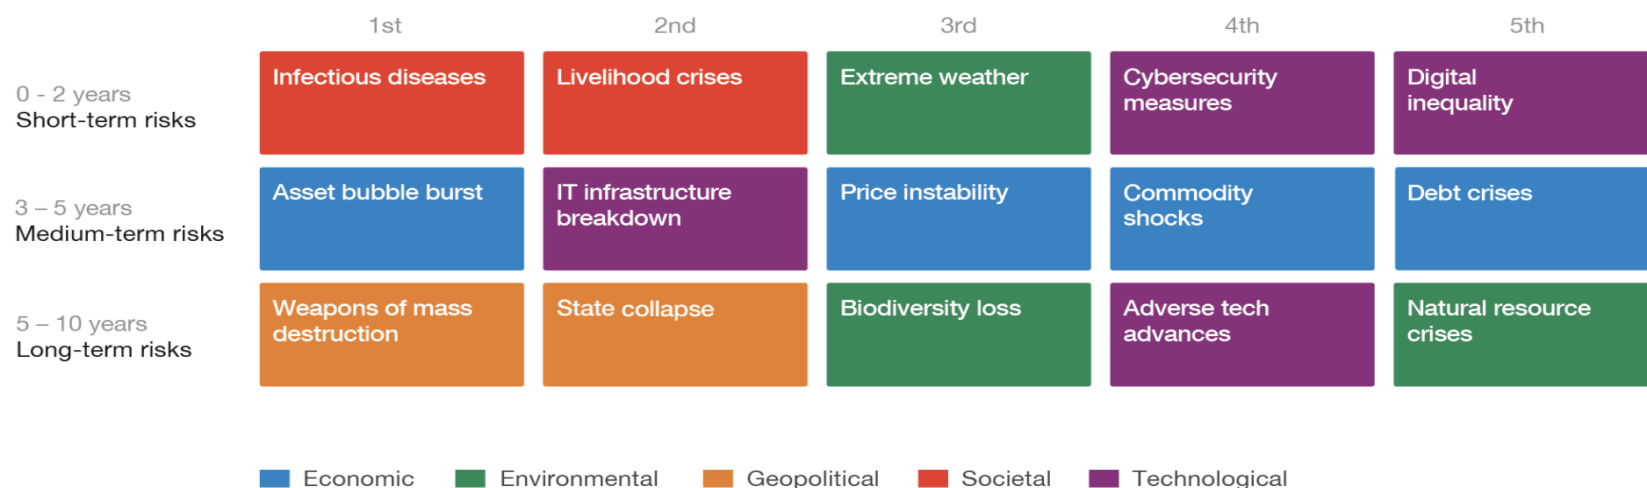 1st 2nd 3rd 4th 5th
0 - 2 years
Short-term risks
Infectious diseases
Livelihood crises
Extreme weather
Cybersecurity
measures
Digital
inequality
3 – 5 years
Medium-term risks
Asset bubble burst
IT infrastructure
breakdown
Price instability
Commodity
shocks
Debt crises
5 – 10 years
Long-term risks
Weapons of mass
destruction
State collapse
Biodiversity loss
Adverse tech
advances
Natural resource
crises
Economic Environmental Geopolitical Societal Technological